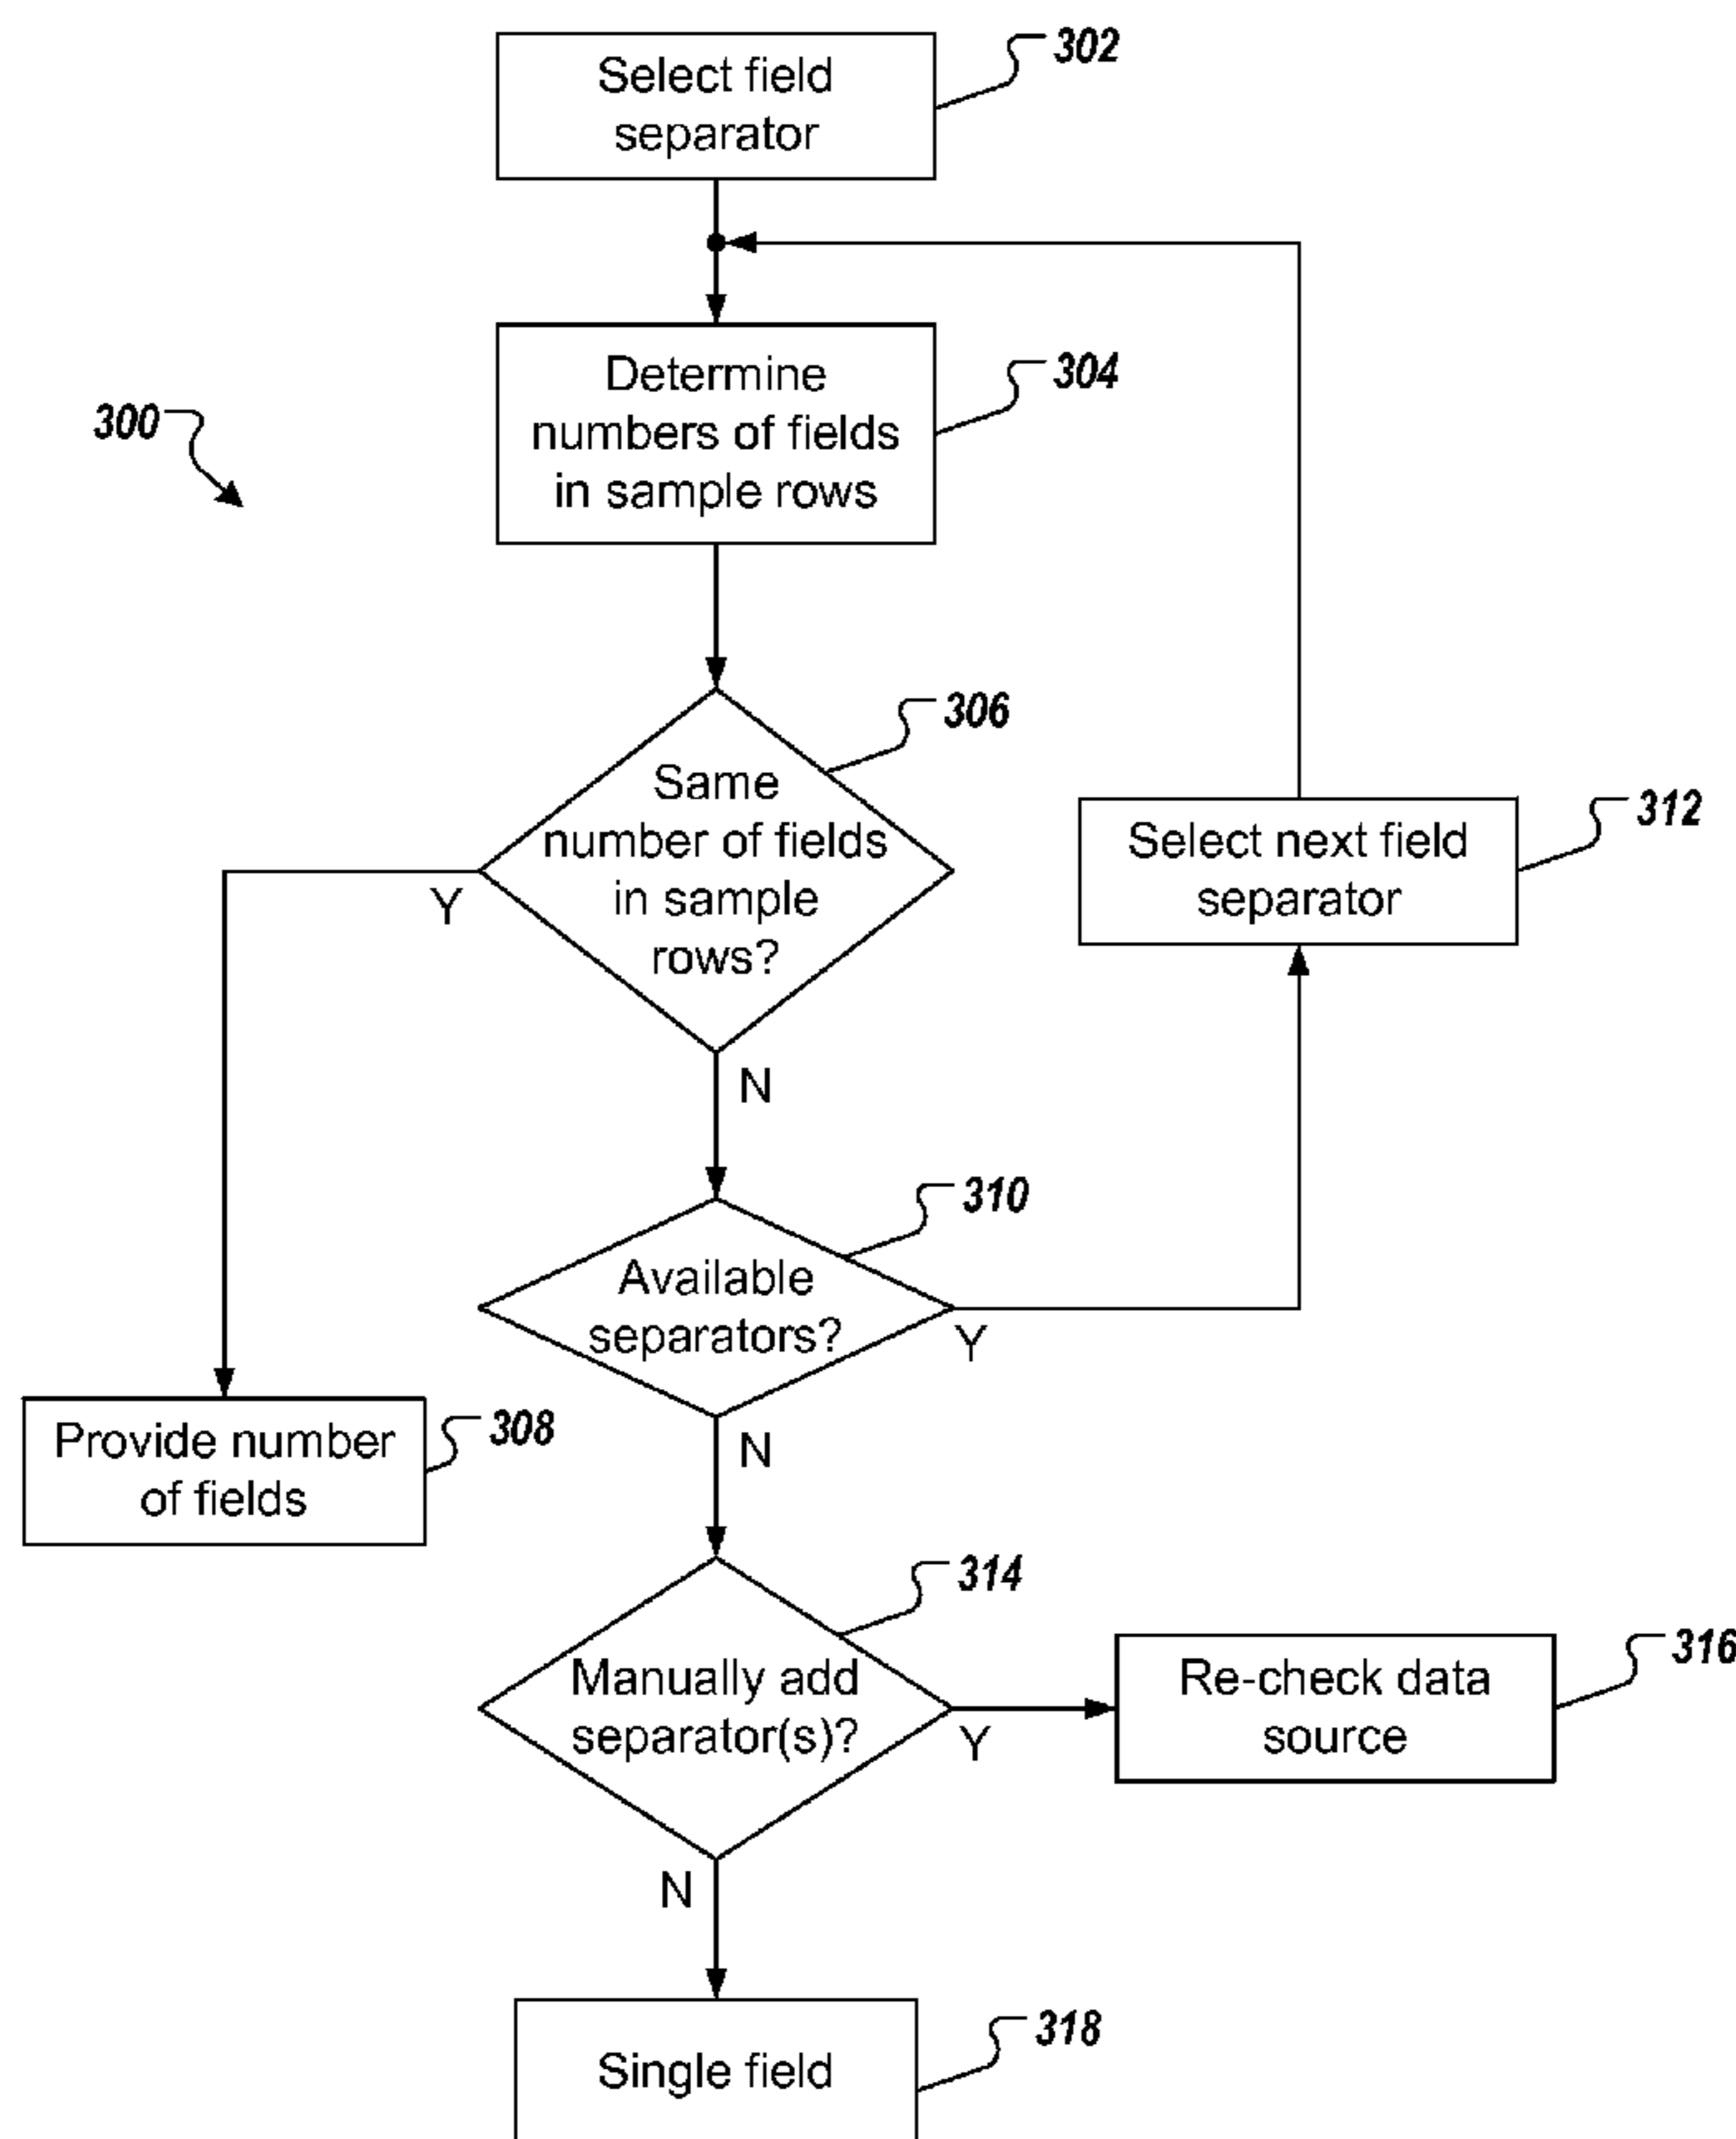 Select field
separator
302
Determine
numbers of fields
in sample rows
304
300
Same
number of fields
in sample
rows?
306
Y
N
Select next field
separator
312
Available
separators?
310
Y
N
Provide number
of fields
308
Manually add
separator(s)?
314
Y
N
Re-check data
source
316
Single field
318